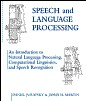 SPEECH and
LANGUAGE
PROCESSING
An Introduction to
Natural Language Processing,
Computational Linguistics,
and Speech Recognition
DANIEL JURAFSKY & JAMES H. MARTIN